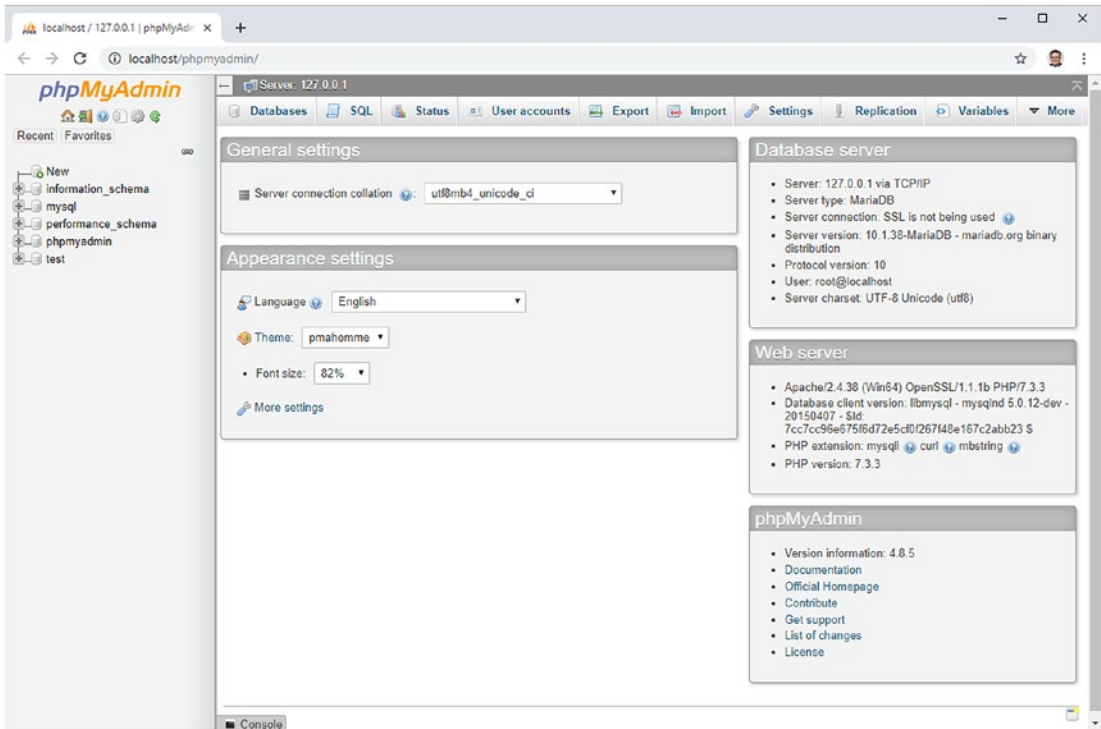 localhost / 127.0.0.1 | phpMyAdm
localhost/phpmyadmin/
phpMyAdmin
Recent Favorites
New
information_schema
mysql
performance_schema
phpmyadmin
test
Server: 127.0.0.1
Databases SQL Status User accounts Export Import Settings Replication Variables More
General settings
Server connection collation : utf8mb4_unicode_ci
Appearance settings
Language English
Theme: pmahomme
• Font size: 82%
More settings
Database server
• Server: 127.0.0.1 via TCP/IP
• Server type: MariaDB
• Server connection: SSL is not being used
• Server version: 10.1.38-MariaDB - mariadb.org binary
distribution
• Protocol version: 10
• User: root@localhost
• Server charset: UTF-8 Unicode (utf8)
Web server
• Apache/2.4.38 (Win64) OpenSSL/1.1.1b PHP/7.3.3
• Database client version: libmysql - mysqlnd 5.0.12-dev -
20150407 - $Id:
7cc7cc96e675f6d72e5cf0f267f48e167c2abb23 $
• PHP extension: mysqli curl mbstring
• PHP version: 7.3.3
phpMyAdmin
• Version information: 4.8.5
• Documentation
• Official Homepage
• Contribute
• Get support
• List of changes
• License
Console